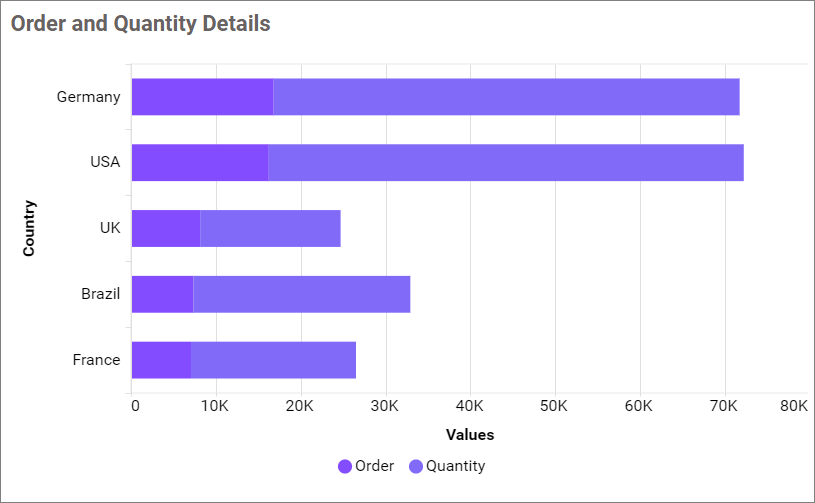 Order and Quantity Details
Germany
USA
UK
Brazil
France
Country
0 10K 20K 30K 40K 50K 60K 70K 80K
Values
Order Quantity